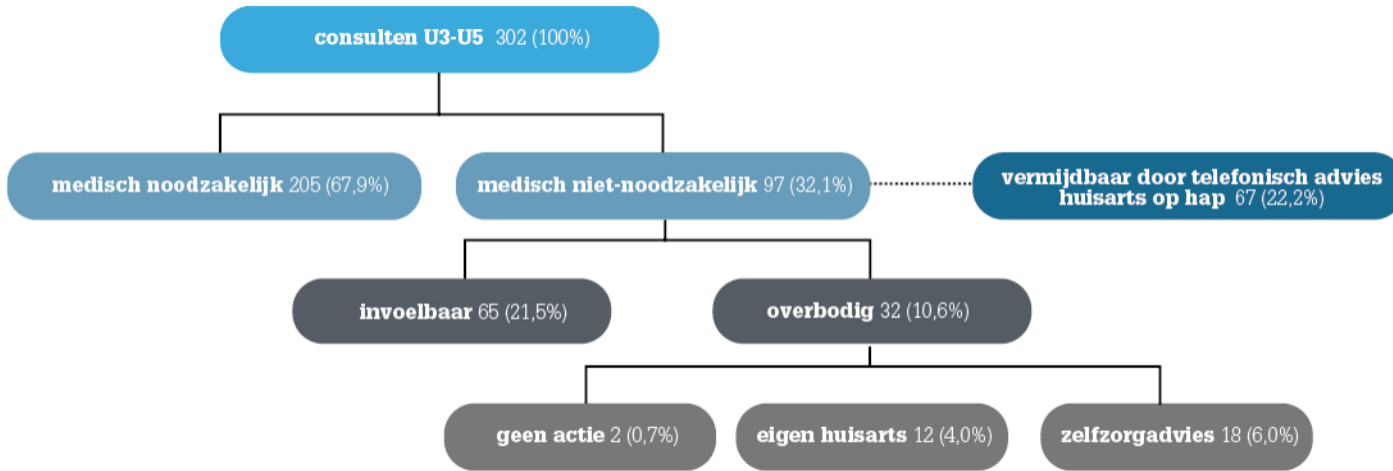 consulten U3-U5 302 (100%)
medisch noodzakelijk 205 (67,9%)
medisch niet-noodzakelijk 97 (32,1%)
vermijdbaar door telefonisch advies
huisarts op hap 67 (22,2%)
invoelbaar 65 (21,5%)
overbodig 32 (10,6%)
geen actie 2 (0,7%)
eigen huisarts 12 (4,0%)
zelfzorgadvies 18 (6,0%)